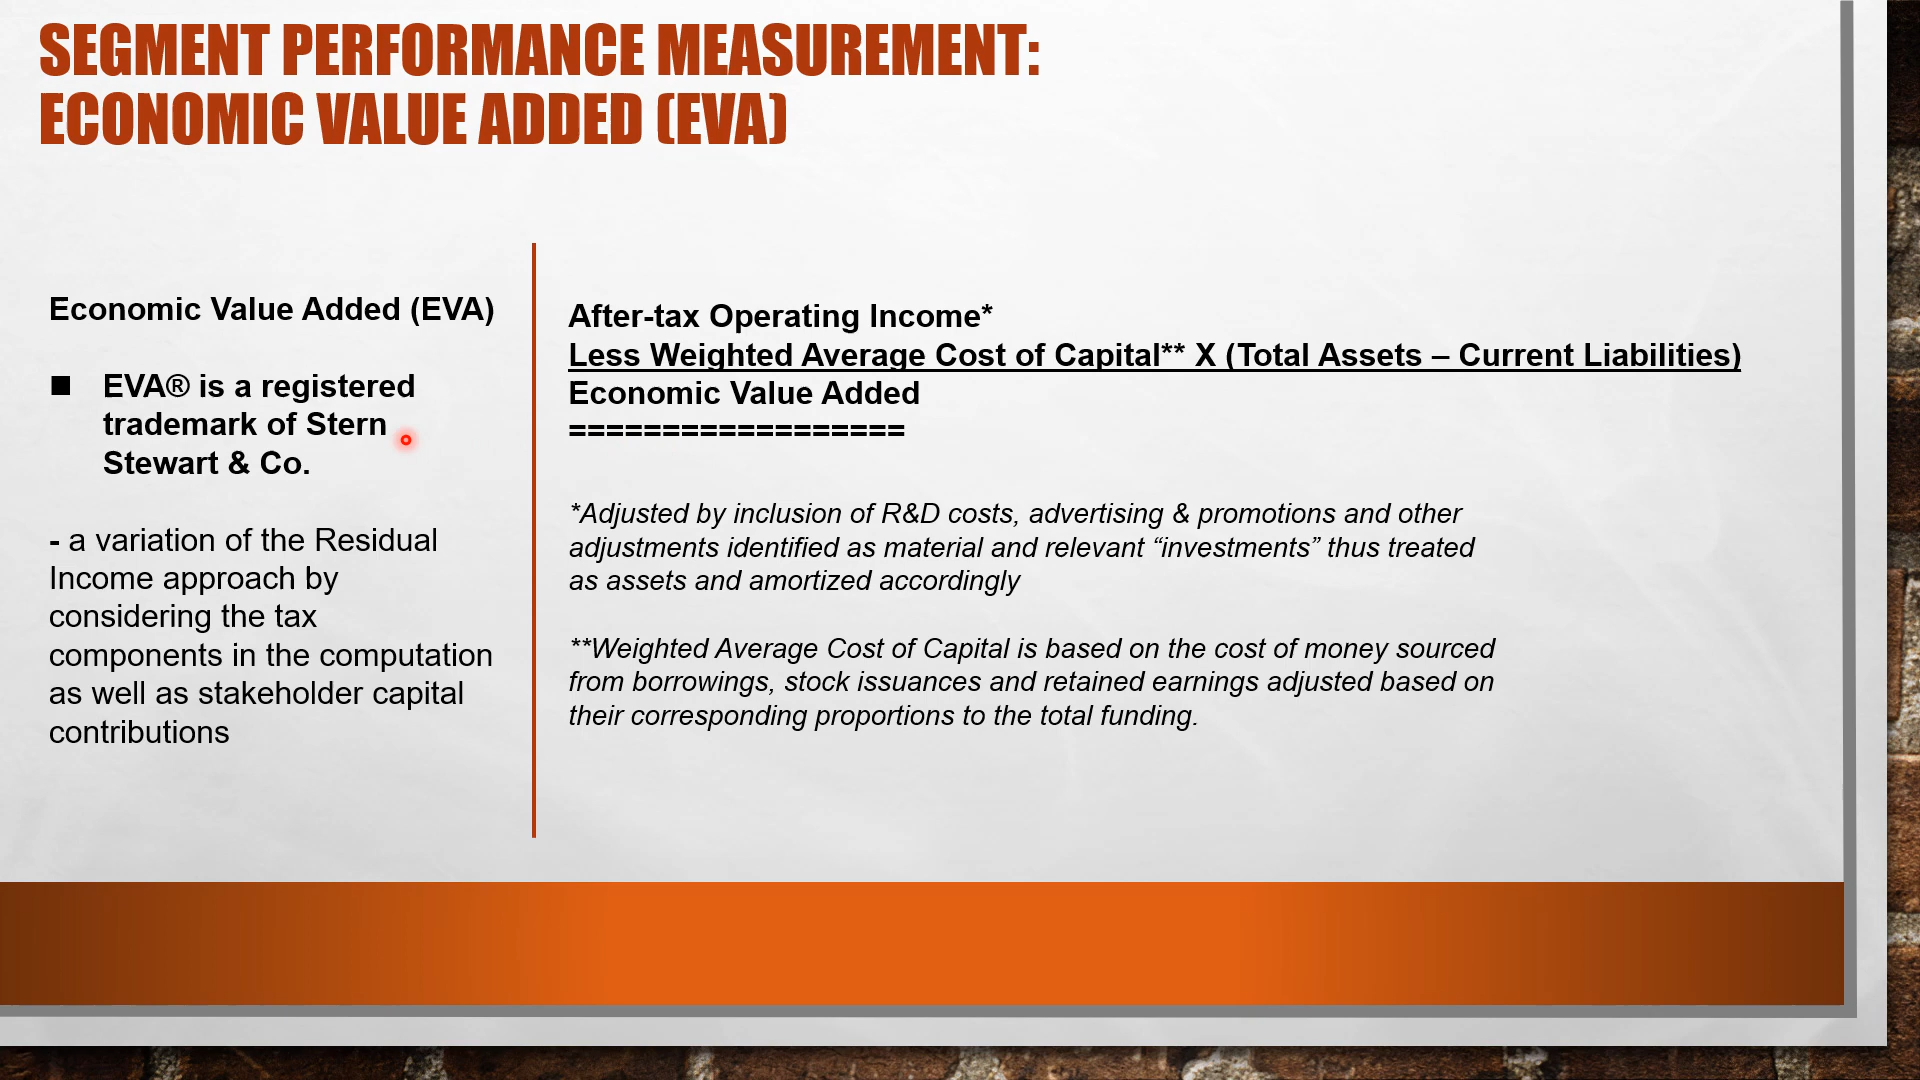 SEGMENT PERFORMANCE MEASUREMENT:
ECONOMIC VALUE ADDED (EVA)
Economic Value Added (EVA)
■ EVA® is a registered
trademark of Stern
Stewart & Co.
- a variation of the Residual
Income approach by
considering the tax
components in the computation
as well as stakeholder capital
contributions
After-tax Operating Income*
Less Weighted Average Cost of Capital** X (Total Assets – Current Liabilities)
Economic Value Added
==================
*Adjusted by inclusion of R&D costs, advertising & promotions and other
adjustments identified as material and relevant “investments” thus treated
as assets and amortized accordingly
**Weighted Average Cost of Capital is based on the cost of money sourced
from borrowings, stock issuances and retained earnings adjusted based on
their corresponding proportions to the total funding.